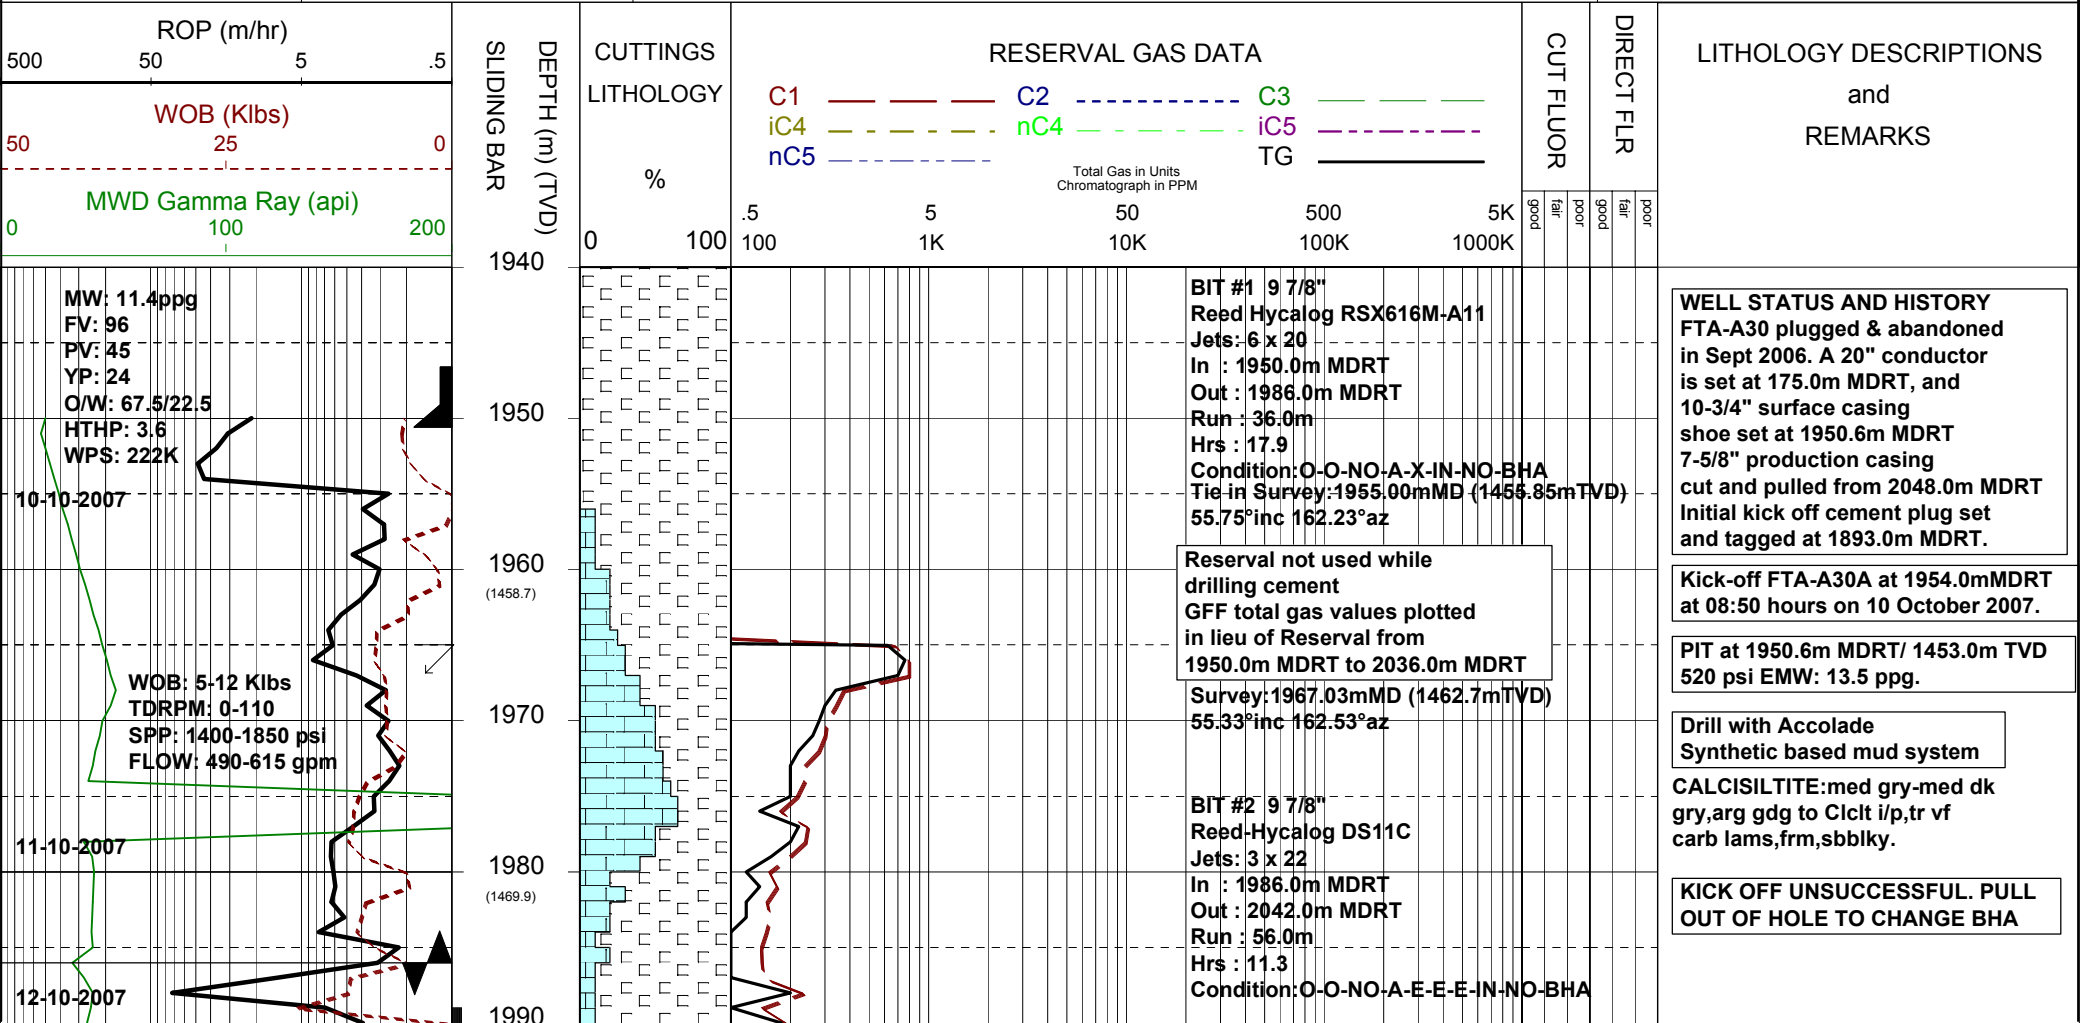 ROP (m/hr)
500 50 5 .5
WOB (Klbs)
50 25 0
MWD Gamma Ray (api)
0 100 200
SLIDING BAR
DEPTH (m) (TVD)
CUTTINGS
LITHOLOGY
%
0 100
RESERVAL GAS DATA
C1 C2 C3
iC4 nC4 iC5
nC5 TG
Total Gas in Units
Chromatograph in PPM
.5 5 50 500 5K
100 1K 10K 100K 1000K
CUT FLUOR
good fair poor
DIRECT FLR
good fair poor
LITHOLOGY DESCRIPTIONS
and
REMARKS
MW: 11.4ppg
FV: 96
PV: 45
YP: 24
O/W: 67.5/22.5
HTHP: 3.6
WPS: 222K
10-10-2007
WOB: 5-12 Klbs
TDRPM: 0-110
SPP: 1400-1850 psi
FLOW: 490-615 gpm
11-10-2007
12-10-2007
1940
1950
1960
(1458.7)
1970
1980
(1469.9)
1990
BIT #1 9 7/8"
Reed Hycalog RSX616M-A11
Jets: 6 x 20
In : 1950.0m MDRT
Out : 1986.0m MDRT
Run : 36.0m
Hrs : 17.9
Condition:O-O-NO-A-X-IN-NO-BHA
Tie in Survey:1955.00mMD (1455.85mTVD)
55.75°inc 162.23°az
Reserval not used while
drilling cement
GFF total gas values plotted
in lieu of Reserval from
1950.0m MDRT to 2036.0m MDRT
Survey:1967.03mMD (1462.7mTVD)
55.33°inc 162.53°az
BIT #2 9 7/8"
Reed-Hycalog DS11C
Jets: 3 x 22
In : 1986.0m MDRT
Out : 2042.0m MDRT
Run : 56.0m
Hrs : 11.3
Condition:O-O-NO-A-E-E-E-IN-NO-BHA
WELL STATUS AND HISTORY
FTA-A30 plugged & abandoned
in Sept 2006. A 20" conductor
is set at 175.0m MDRT, and
10-3/4" surface casing
shoe set at 1950.6m MDRT
7-5/8" production casing
cut and pulled from 2048.0m MDRT
Initial kick off cement plug set
and tagged at 1893.0m MDRT.
Kick-off FTA-A30A at 1954.0mMDRT
at 08:50 hours on 10 October 2007.
PIT at 1950.6m MDRT/ 1453.0m TVD
520 psi EMW: 13.5 ppg.
Drill with Accolade
Synthetic based mud system
CALCISILTITE:med gry-med dk
gry,arg gdg to Clclt i/p,tr vf
carb lams,frm,sbblky.
KICK OFF UNSUCCESSFUL. PULL
OUT OF HOLE TO CHANGE BHA